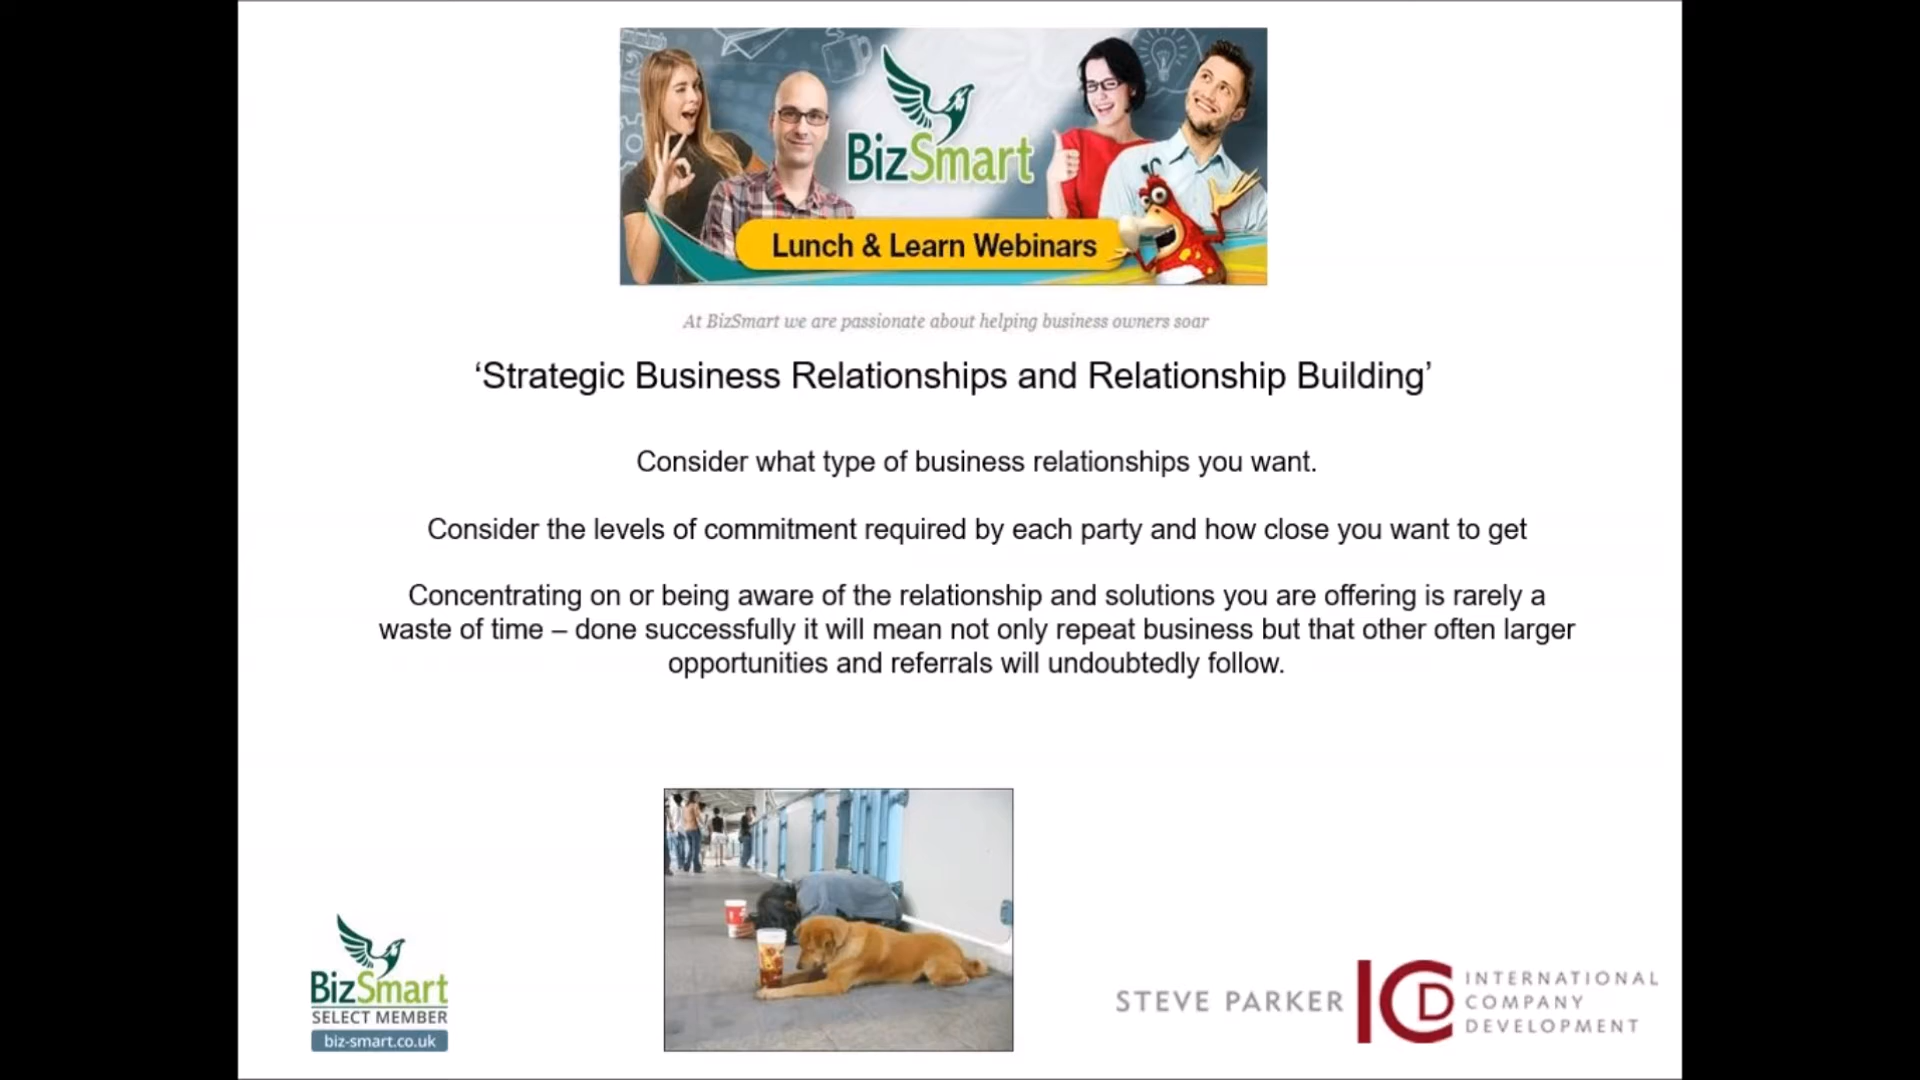 BizSmart
Lunch & Learn Webinars
At BizSmart we are passionate about helping business owners soar
‘Strategic Business Relationships and Relationship Building’
Consider what type of business relationships you want.
Consider the levels of commitment required by each party and how close you want to get
Concentrating on or being aware of the relationship and solutions you are offering is rarely a
waste of time – done successfully it will mean not only repeat business but that other often larger
opportunities and referrals will undoubtedly follow.
BizSmart
SELECT MEMBER
biz-smart.co.uk
STEVE PARKER
ICD
INTERNATIONAL
COMPANY
DEVELOPMENT